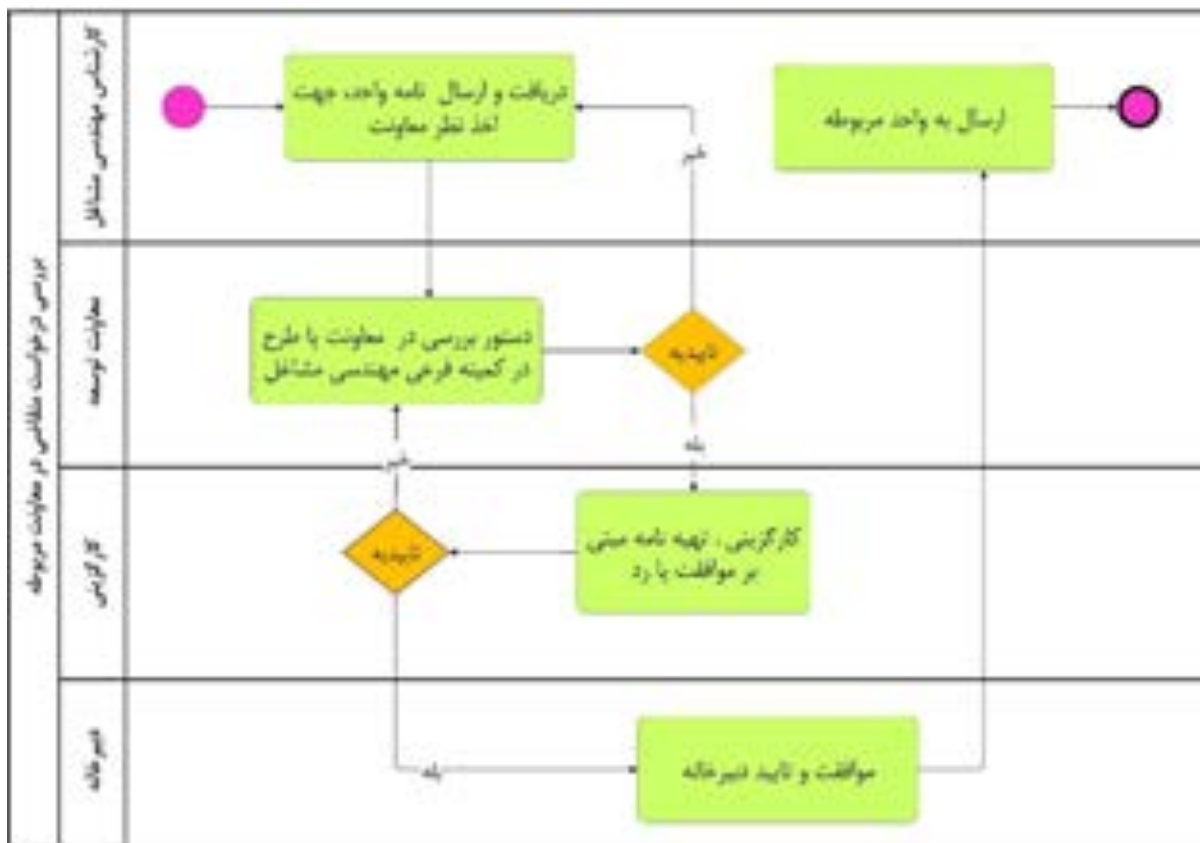 بررسی درخواست متقاضی در معاونت مربوطه
کارشناس مهندسی مشاغل
دریافت و ارسال نامه واحد، جهت
اخذ نظر معاونت
خیر
ارسال به واحد مربوطه
معاونت توسعه
دستور بررسی در معاونت یا طرح
در کمیته فرعی مهندسی مشاغل
تاییدیه
بله
خیر
کارگزینی
کارگزینی ، تهیه نامه مبنی
بر موافقت یا رد
تاییدیه
دبیرخانه
بله
موافقت و تایید دبیرخانه